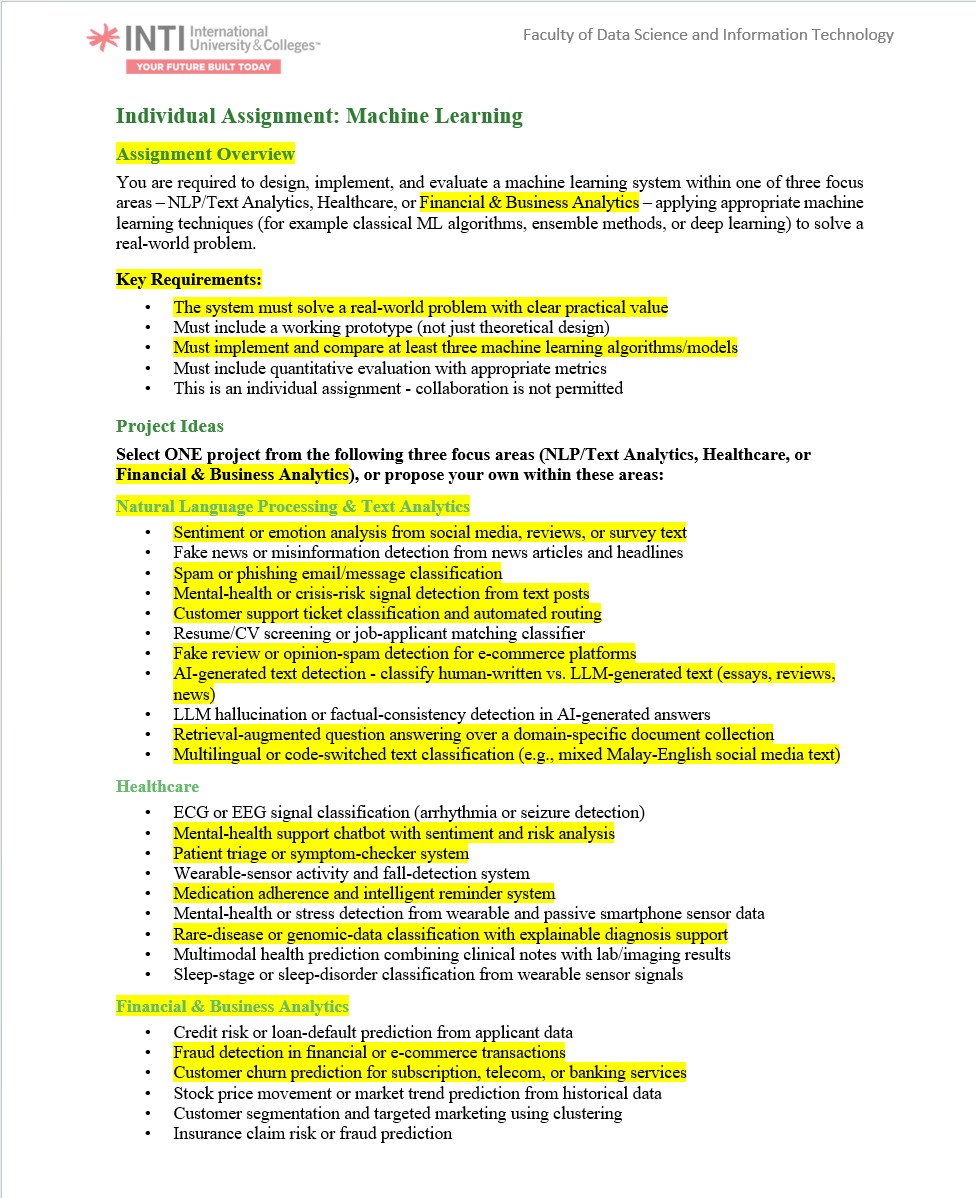 INTI International
University & Colleges™
YOUR FUTURE BUILT TODAY
Faculty of Data Science and Information Technology
Individual Assignment: Machine Learning
Assignment Overview
You are required to design, implement, and evaluate a machine learning system within one of three focus
areas – NLP/Text Analytics, Healthcare, or Financial & Business Analytics – applying appropriate machine
learning techniques (for example classical ML algorithms, ensemble methods, or deep learning) to solve a
real-world problem.
Key Requirements:
• The system must solve a real-world problem with clear practical value
• Must include a working prototype (not just theoretical design)
• Must implement and compare at least three machine learning algorithms/models
• Must include quantitative evaluation with appropriate metrics
• This is an individual assignment - collaboration is not permitted
Project Ideas
Select ONE project from the following three focus areas (NLP/Text Analytics, Healthcare, or
Financial & Business Analytics), or propose your own within these areas:
Natural Language Processing & Text Analytics
• Sentiment or emotion analysis from social media, reviews, or survey text
• Fake news or misinformation detection from news articles and headlines
• Spam or phishing email/message classification
• Mental-health or crisis-risk signal detection from text posts
• Customer support ticket classification and automated routing
• Resume/CV screening or job-applicant matching classifier
• Fake review or opinion-spam detection for e-commerce platforms
• AI-generated text detection - classify human-written vs. LLM-generated text (essays, reviews,
news)
• LLM hallucination or factual-consistency detection in AI-generated answers
• Retrieval-augmented question answering over a domain-specific document collection
• Multilingual or code-switched text classification (e.g., mixed Malay-English social media text)
Healthcare
• ECG or EEG signal classification (arrhythmia or seizure detection)
• Mental-health support chatbot with sentiment and risk analysis
• Patient triage or symptom-checker system
• Wearable-sensor activity and fall-detection system
• Medication adherence and intelligent reminder system
• Mental-health or stress detection from wearable and passive smartphone sensor data
• Rare-disease or genomic-data classification with explainable diagnosis support
• Multimodal health prediction combining clinical notes with lab/imaging results
• Sleep-stage or sleep-disorder classification from wearable sensor signals
Financial & Business Analytics
• Credit risk or loan-default prediction from applicant data
• Fraud detection in financial or e-commerce transactions
• Customer churn prediction for subscription, telecom, or banking services
• Stock price movement or market trend prediction from historical data
• Customer segmentation and targeted marketing using clustering
• Insurance claim risk or fraud prediction